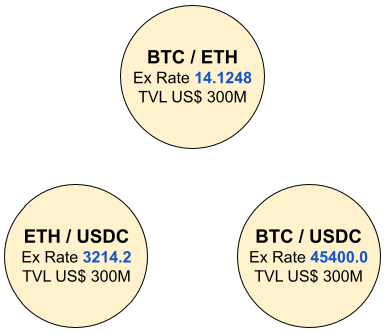 BTC / ETH
Ex Rate 14.1248
TVL US$ 300M
ETH / USDC
Ex Rate 3214.2
TVL US$ 300M
BTC / USDC
Ex Rate 45400.0
TVL US$ 300M